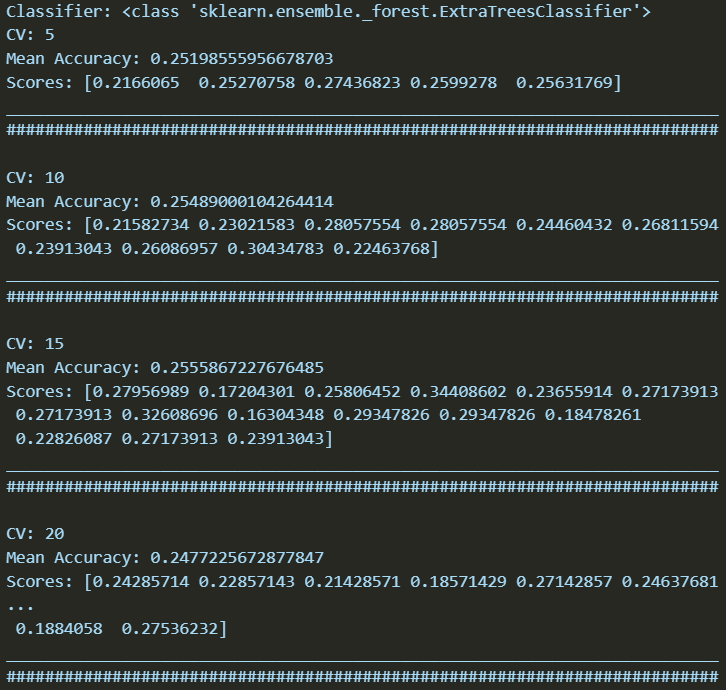 Classifier: <class 'sklearn.ensemble._forest.ExtraTreesClassifier'>
CV: 5
Mean Accuracy: 0.25198555956678703
Scores: [0.2166065  0.25270758 0.27436823 0.2599278  0.25631769]
__________________________________________________________________________
##########################################################################
CV: 10
Mean Accuracy: 0.25489000104264414
Scores: [0.21582734 0.23021583 0.28057554 0.28057554 0.24460432 0.26811594
 0.23913043 0.26086957 0.30434783 0.22463768]
__________________________________________________________________________
##########################################################################
CV: 15
Mean Accuracy: 0.2555867227676485
Scores: [0.27956989 0.17204301 0.25806452 0.34408602 0.23655914 0.27173913
 0.27173913 0.32608696 0.16304348 0.29347826 0.29347826 0.18478261
 0.22826087 0.27173913 0.23913043]
__________________________________________________________________________
##########################################################################
CV: 20
Mean Accuracy: 0.2477225672877847
Scores: [0.24285714 0.22857143 0.21428571 0.18571429 0.27142857 0.24637681
...
 0.1884058  0.27536232]
__________________________________________________________________________
##########################################################################